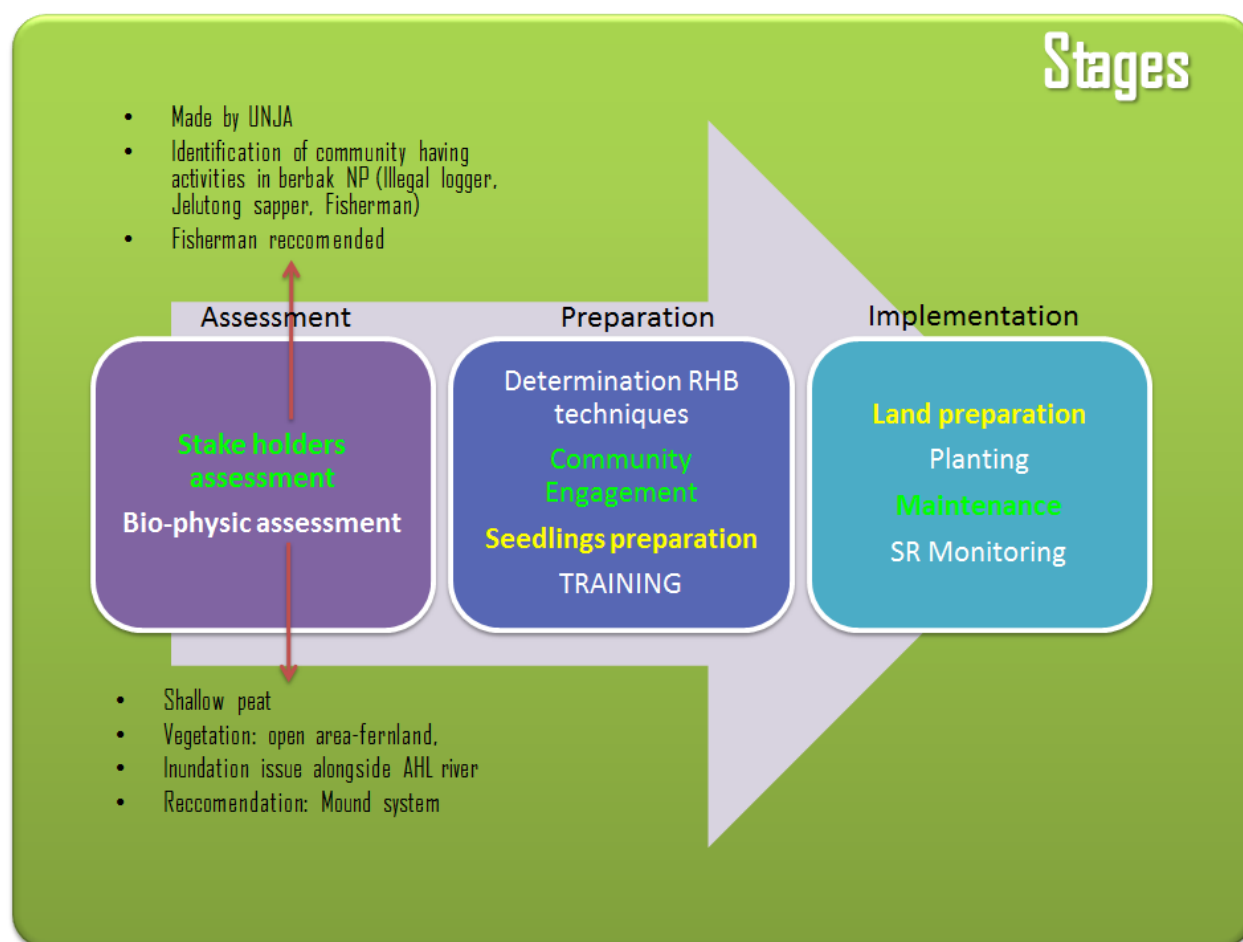 Stages
• Made by UNJA
• Identification of community having
activities in berbak NP (Illegal logger,
Jelutong sapper, Fisherman)
• Fisherman reccomended
Assessment
Stake holders
assessment
Bio-physic assessment
Preparation
Determination RHB
techniques
Community
Engagement
Seedlings preparation
TRAINING
Implementation
Land preparation
Planting
Maintenance
SR Monitoring
• Shallow peat
• Vegetation: open area-fernland,
• Inundation issue alongside AHL river
• Reccomendation: Mound system